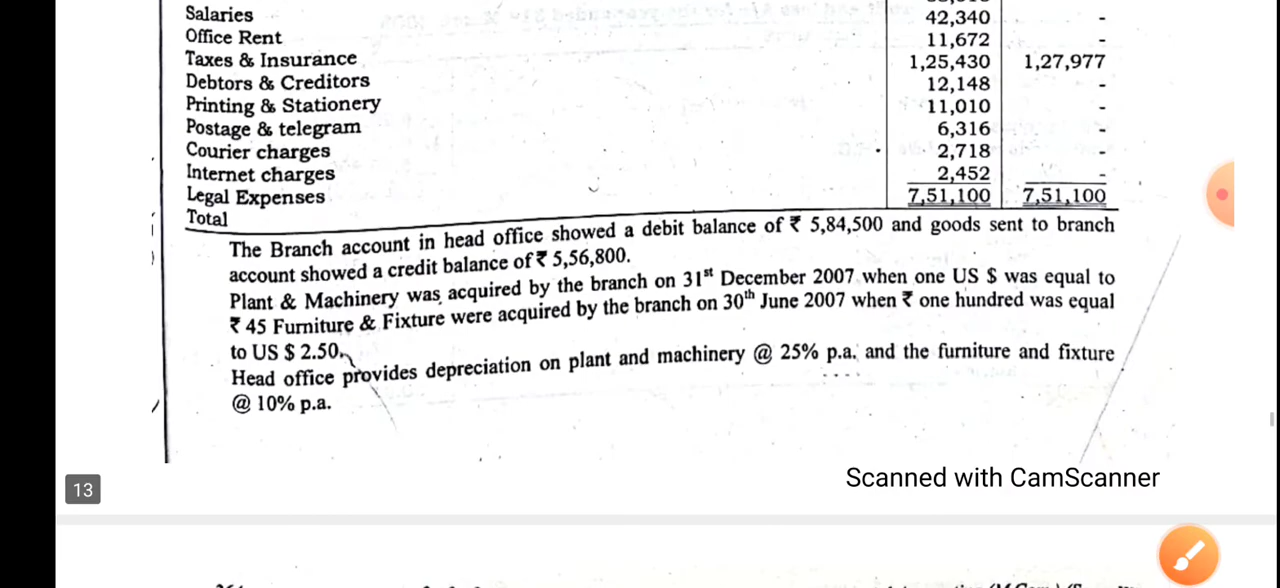 Salaries
Office Rent 42,340 -
Taxes & Insurance 11,672 -
Debtors & Creditors 1,25,430 1,27,977
Printing & Stationery 12,148 -
Postage & telegram 11,010 -
Courier charges 6,316 -
Internet charges 2,718 -
Legal Expenses 2,452 -
Total 7,51,100 7,51,100
The Branch account in head office showed a debit balance of ₹ 5,84,500 and goods sent to branch
account showed a credit balance of ₹ 5,56,800.
Plant & Machinery was acquired by the branch on 31st December 2007 when one US $ was equal to
₹ 45 Furniture & Fixture were acquired by the branch on 30th June 2007 when ₹ one hundred was equal
to US $ 2.50.
Head office provides depreciation on plant and machinery @ 25% p.a. and the furniture and fixture
@ 10% p.a.
13
Scanned with CamScanner